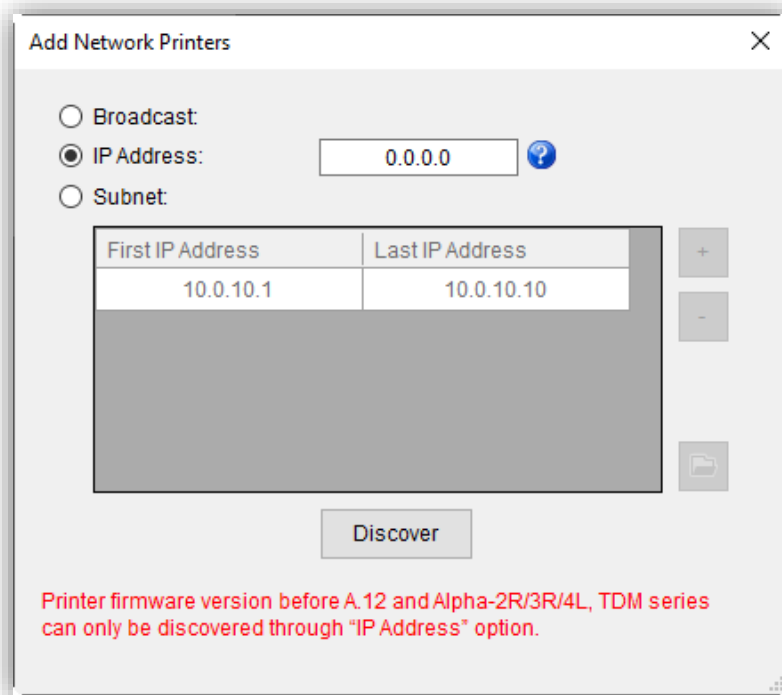 Add Network Printers
Broadcast:
IP Address: 0.0.0.0 ?
Subnet:
First IP Address Last IP Address
10.0.10.1 10.0.10.10
+
-
Discover
Printer firmware version before A.12 and Alpha-2R/3R/4L, TDM series
can only be discovered through “IP Address” option.